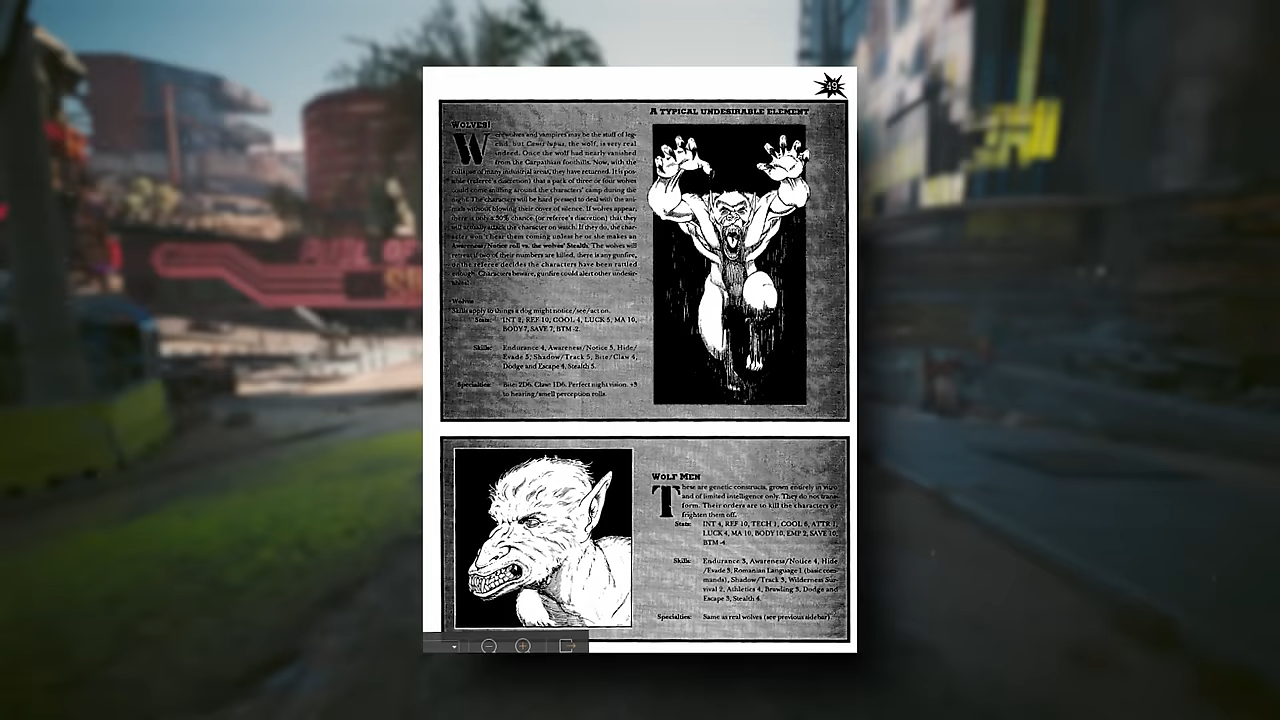 49
WOLVES!
Werewolves and vampires may be the stuff of leg-
end, but Canis lupus, the wolf, is very real
indeed. Once the wolf had nearly vanished
from the Carpathian foothills. Now, with the
collapse of many industrial areas, they have returned. It is pos-
sible (referee's discretion) that a pack of three or four wolves
could come sniffing around the characters' camp during the
night. The characters will be hard pressed to deal with the ani-
mals without blowing their cover of silence. If wolves appear,
there is only a 50% chance (or referee's discretion) that they
will actually attack the character on watch. If they do, the char-
acter won't hear them coming unless he or she makes an
Awareness/Notice roll vs. the wolves' Stealth. The wolves will
retreat if two of their numbers are killed, there is any gunfire,
or the referee decides the characters have been rattled
enough. Characters beware, gunfire could alert other undesir-
ables!
Wolves
Skills apply to things a dog might notice/see/act on.
Stats: INT 2, REF 10, COOL 4, LUCK 5, MA 10,
BODY 7, SAVE 7, BTM -2.
Skills: Endurance 4, Awareness/Notice 5, Hide/
Evade 5, Shadow/Track 5, Bite/Claw 4,
Dodge and Escape 4, Stealth 5.
Specialties: Bite: 2D6. Claw: 1D6. Perfect night vision. +3
to hearing/smell perception rolls.
A TYPICAL UNDESIRABLE ELEMENT
WOLF MEN
These are genetic constructs, grown entirely in vitro
and of limited intelligence only. They do not trans-
form. Their orders are to kill the characters or
frighten them off.
Stats: INT 4, REF 10, TECH 1, COOL 6, ATTR 1,
LUCK 4, MA 10, BODY 10, EMP 2, SAVE 10,
BTM -4.
Skills: Endurance 3, Awareness/Notice 4, Hide
/Evade 3, Romanian Language 1 (basic com-
mands), Shadow/Track 3, Wilderness Sur-
vival 2, Athletics 4, Brawling 3, Dodge and
Escape 3, Stealth 4.
Specialties: Same as real wolves (see previous sidebar)